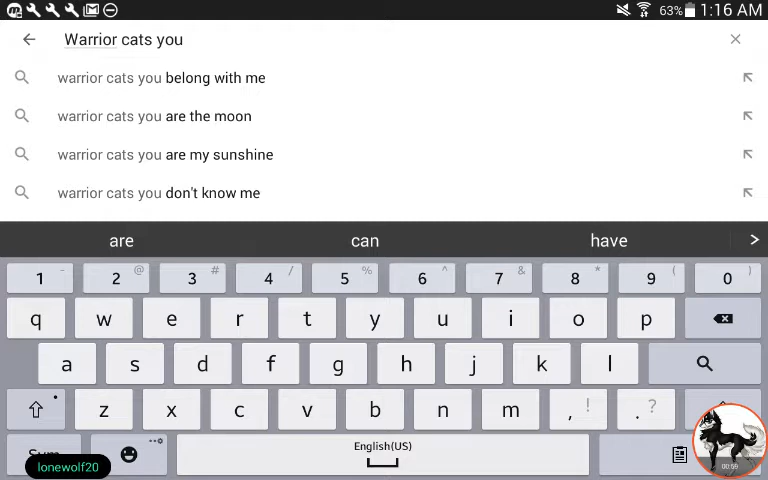 63% 1:16 AM
Warrior cats you
warrior cats you belong with me
warrior cats you are the moon
warrior cats you are my sunshine
warrior cats you don't know me
are can have >
1 - 2 @ 3 # 4 / 5 % 6 ^ 7 & 8 * 9 ( 0 )
q w e r t y u i o p
a s d f g h j k l
z x c v b n m , ! . ?
English(US)
lonewolf20
00:59